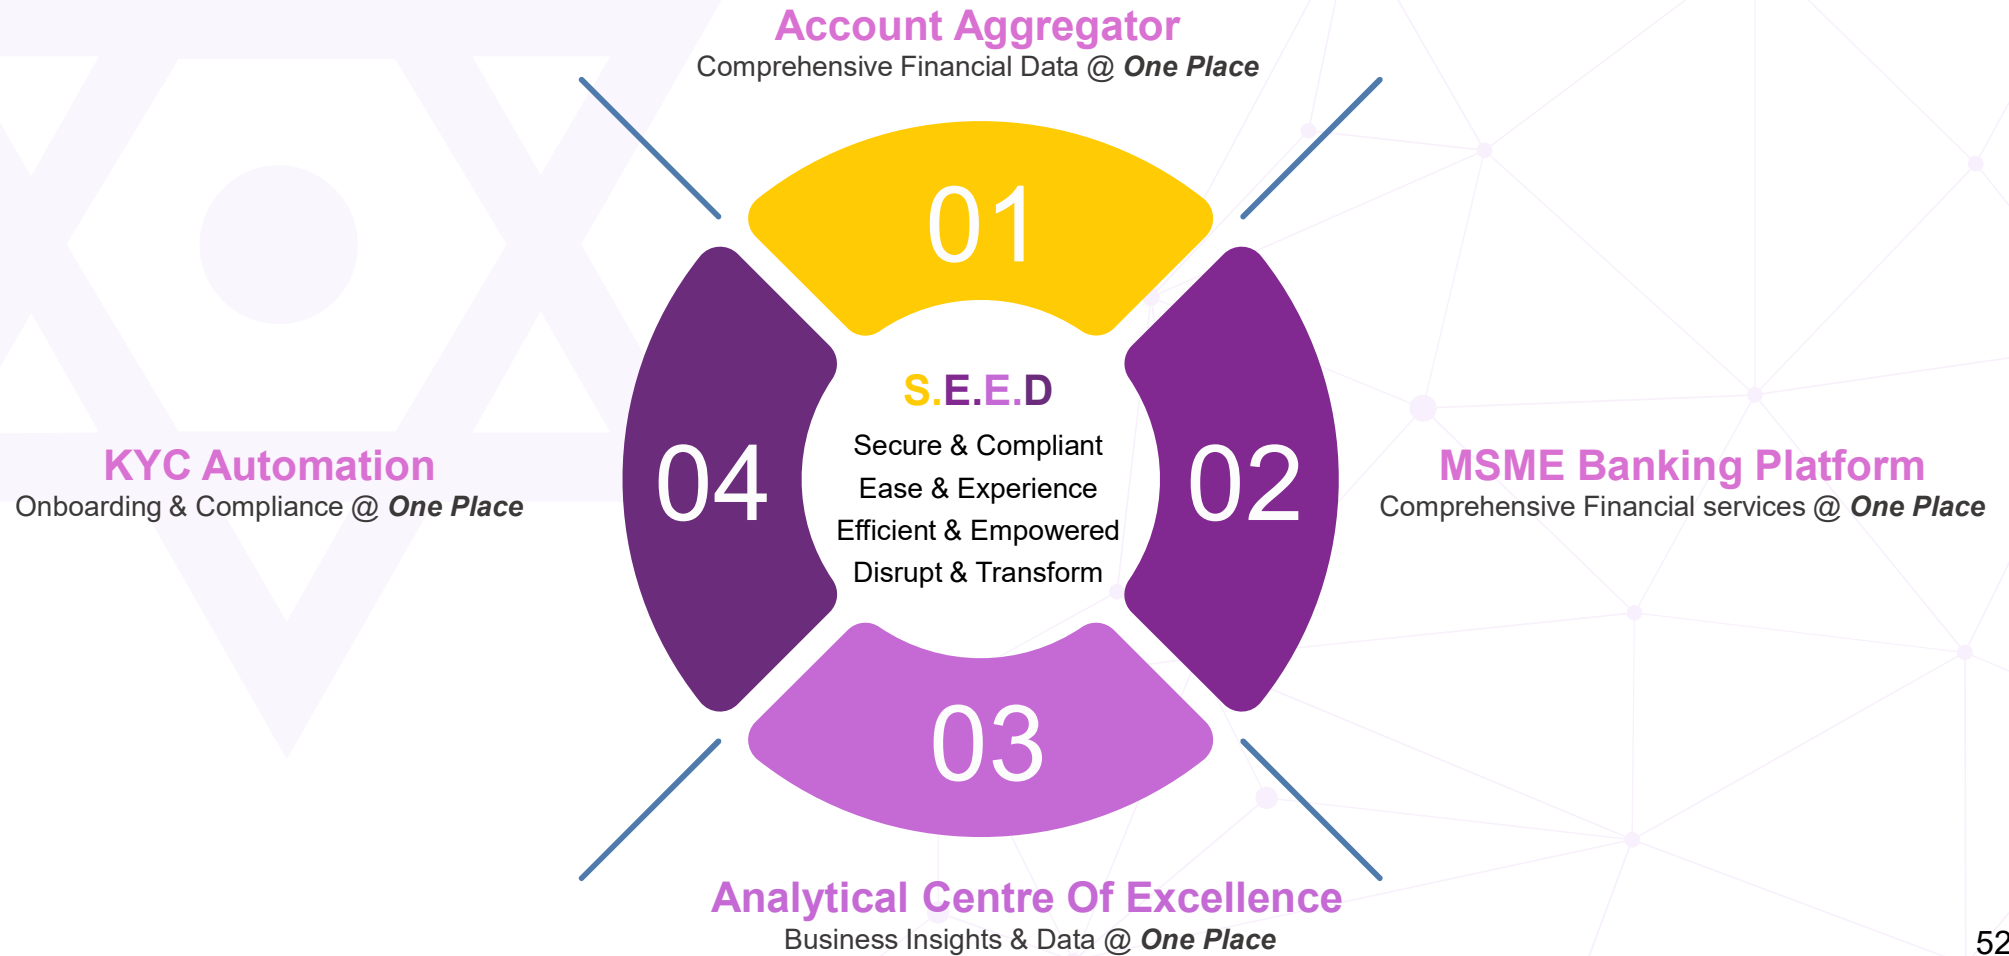 Account Aggregator
Comprehensive Financial Data @ One Place
01
S.E.E.D
Secure & Compliant
Ease & Experience
Efficient & Empowered
Disrupt & Transform
04
02
KYC Automation
Onboarding & Compliance @ One Place
MSME Banking Platform
Comprehensive Financial services @ One Place
03
Analytical Centre Of Excellence
Business Insights & Data @ One Place
52